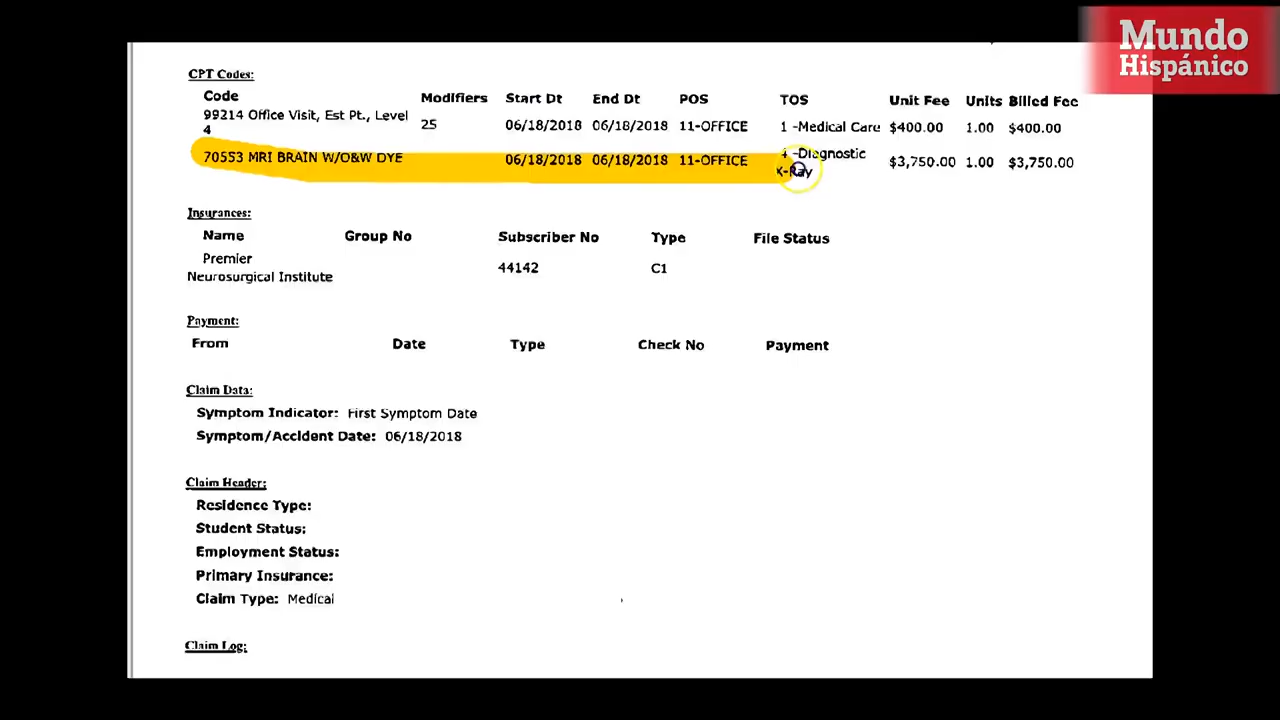 Mundo
Hispánico
CPT Codes:
Code Modifiers Start Dt End Dt POS TOS Unit Fee Units Billed Fee
99214 Office Visit, Est Pt., Level
4 25 06/18/2018 06/18/2018 11-OFFICE 1 -Medical Care $400.00 1.00 $400.00
70553 MRI BRAIN W/O&W DYE 06/18/2018 06/18/2018 11-OFFICE 4 -Diagnostic $3,750.00 1.00 $3,750.00
X-Ray
Insurances:
Name Group No Subscriber No Type File Status
Premier
Neurosurgical Institute 44142 C1
Payment:
From Date Type Check No Payment
Claim Data:
Symptom Indicator: First Symptom Date
Symptom/Accident Date: 06/18/2018
Claim Header:
Residence Type:
Student Status:
Employment Status:
Primary Insurance:
Claim Type: Medical
Claim Log: